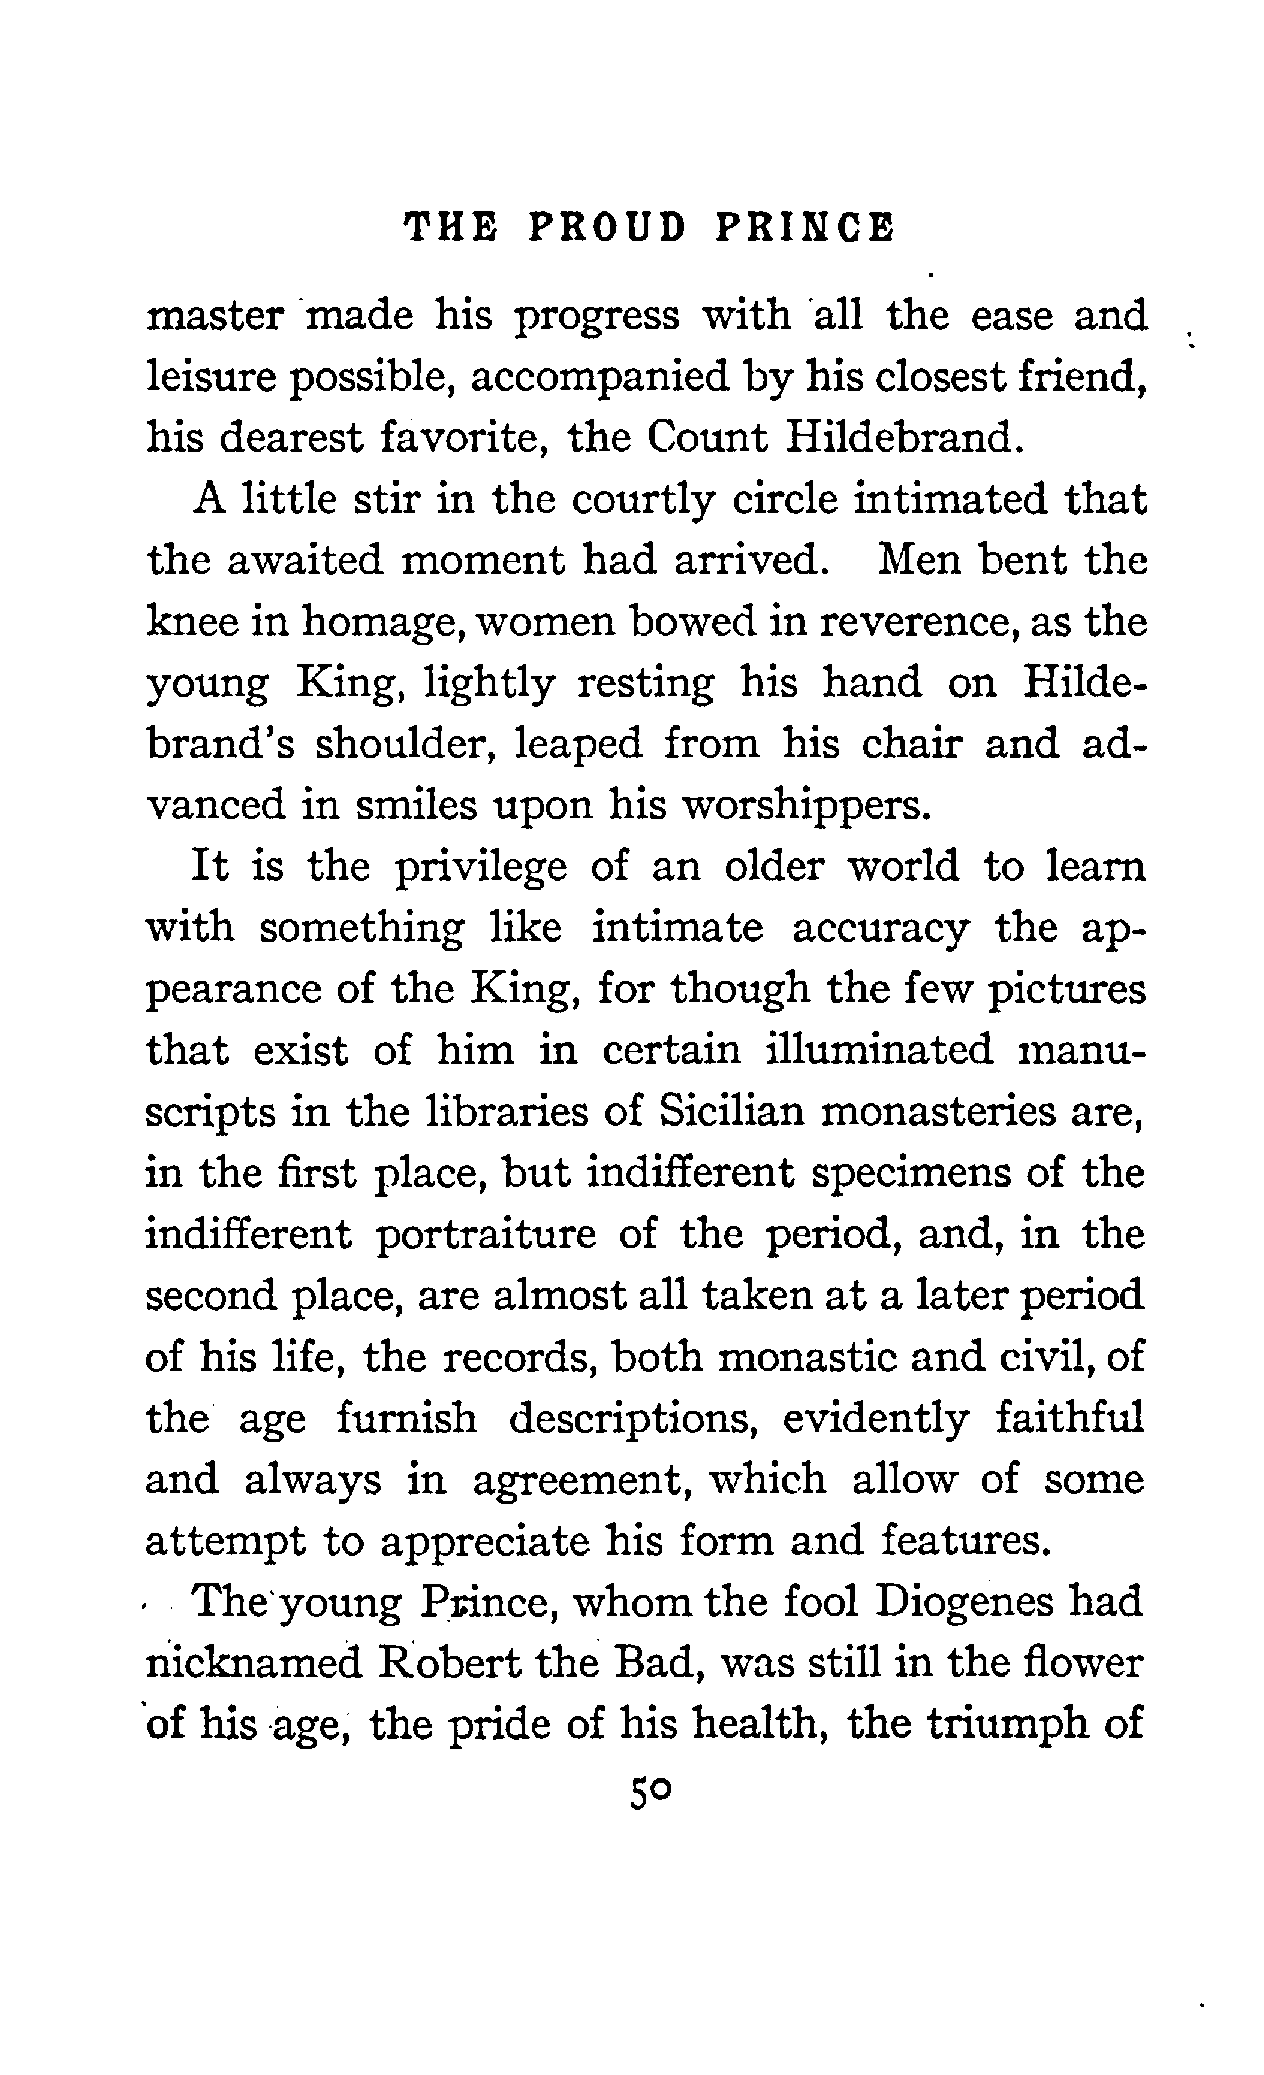 THE PROUD PRINCE
master made his progress with all the ease and
leisure possible, accompanied by his closest friend,
his dearest favorite, the Count Hildebrand.
A little stir in the courtly circle intimated that
the awaited moment had arrived. Men bent the
knee in homage, women bowed in reverence, as the
young King, lightly resting his hand on Hilde-
brand's shoulder, leaped from his chair and ad-
vanced in smiles upon his worshippers.
It is the privilege of an older world to learn
with something like intimate accuracy the ap-
pearance of the King, for though the few pictures
that exist of him in certain illuminated manu-
scripts in the libraries of Sicilian monasteries are,
in the first place, but indifferent specimens of the
indifferent portraiture of the period, and, in the
second place, are almost all taken at a later period
of his life, the records, both monastic and civil, of
the age furnish descriptions, evidently faithful
and always in agreement, which allow of some
attempt to appreciate his form and features.
The young Prince, whom the fool Diogenes had
nicknamed Robert the Bad, was still in the flower
of his age, the pride of his health, the triumph of
50